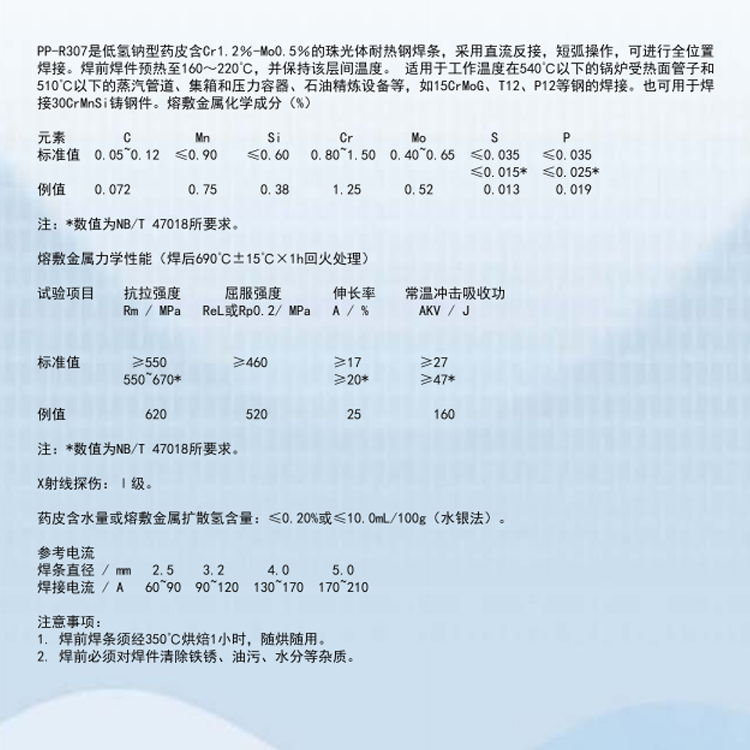 PP-R307是低氢钠型药皮含Cr1.2%-Mo0.5%的珠光体耐热钢焊条，采用直流反接，短弧操作，可进行全位置
焊接。焊前焊件预热至160～220℃，并保持该层间温度。 适用于工作温度在540℃以下的锅炉受热面管子和
510℃以下的蒸汽管道、集箱和压力容器、石油精炼设备等，如15CrMoG、T12、P12等钢的焊接。也可用于焊
接30CrMnSi铸钢件。熔敷金属化学成分（%）
元素 C Mn Si Cr Mo S P
标准值 0.05~0.12 ≤0.90 ≤0.60 0.80~1.50 0.40~0.65 ≤0.035 ≤0.035
≤0.015* ≤0.025*
例值 0.072 0.75 0.38 1.25 0.52 0.013 0.019
注：*数值为NB/T 47018所要求。
熔敷金属力学性能（焊后690℃±15℃×1h回火处理）
试验项目 抗拉强度 屈服强度 伸长率 常温冲击吸收功
Rm / MPa ReL或Rp0.2/ MPa A / % AKV / J
标准值 ≥550 ≥460 ≥17 ≥27
550~670* ≥20* ≥47*
例值 620 520 25 160
注：*数值为NB/T 47018所要求。
X射线探伤：Ⅰ级。
药皮含水量或熔敷金属扩散氢含量：≤0.20%或≤10.0mL/100g（水银法）。
参考电流
焊条直径 / mm 2.5 3.2 4.0 5.0
焊接电流 / A 60~90 90~120 130~170 170~210
注意事项：
1. 焊前焊条须经350℃烘焙1小时，随烘随用。
2. 焊前必须对焊件清除铁锈、油污、水分等杂质。